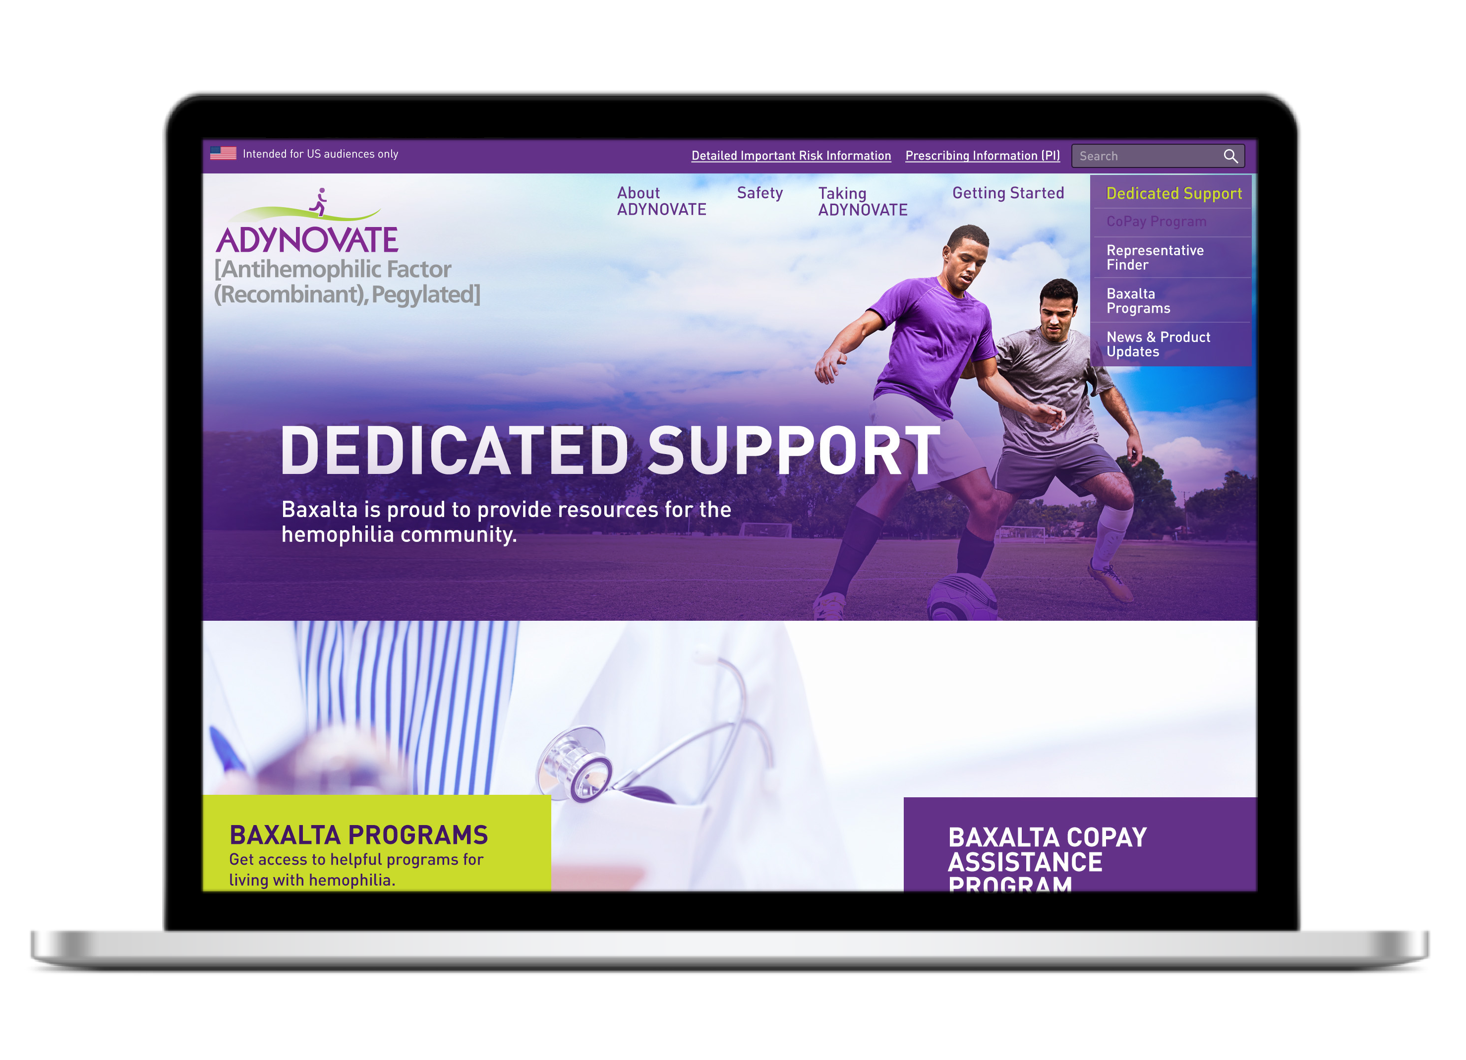 Intended for US audiences only
Detailed Important Risk Information
Prescribing Information (PI)
Search
ADYNOVATE
[Antihemophilic Factor
(Recombinant), Pegylated]
About
ADYNOVATE
Safety
Taking
ADYNOVATE
Getting Started
Dedicated Support
CoPay Program
Representative
Finder
Baxalta
Programs
News & Product
Updates
DEDICATED SUPPORT
Baxalta is proud to provide resources for the
hemophilia community.
BAXALTA PROGRAMS
Get access to helpful programs for
living with hemophilia.
BAXALTA COPAY
ASSISTANCE
PROGRAM